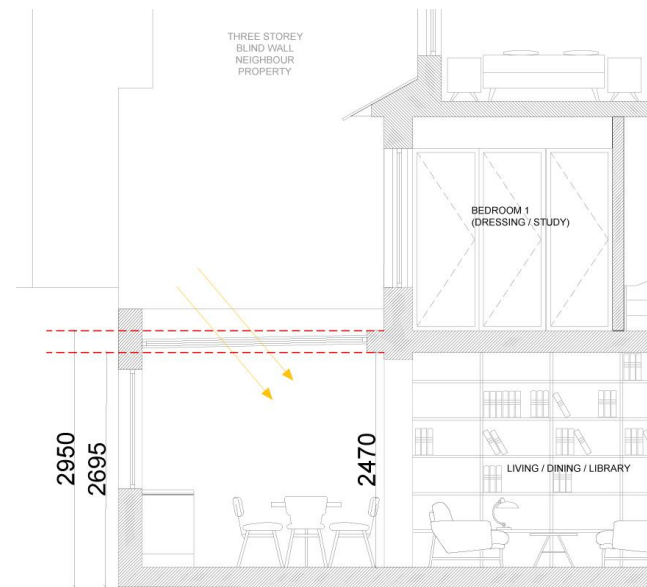 THREE STOREY
BLIND WALL
NEIGHBOUR
PROPERTY
BEDROOM 1
(DRESSING / STUDY)
2950
2695
2470
LIVING / DINING / LIBRARY